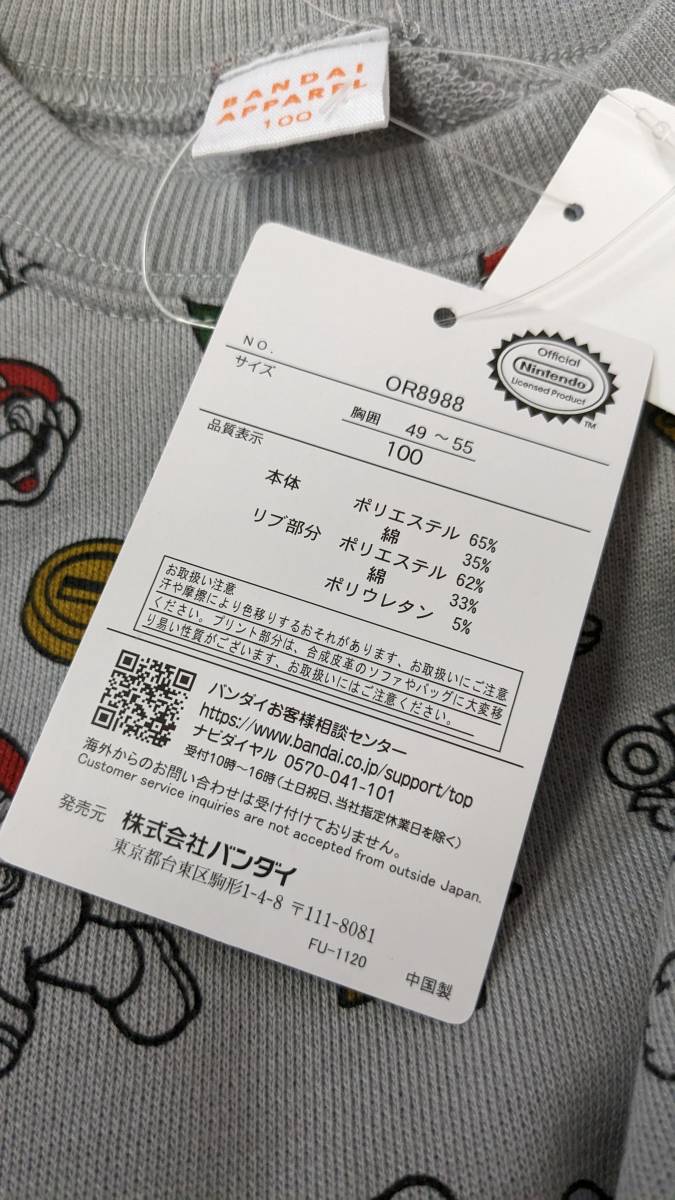 BANDAI
APPAREL
100
Official
Nintendo
Licensed Product
TM
NO.
OR8988
サイズ
胸囲 49 ～ 55
100
品質表示
本体 ポリエステル 65%
綿 35%
リブ部分 ポリエステル 62%
綿 33%
ポリウレタン 5%
お取扱い注意
汗や摩擦により色移りするおそれがあります、お取扱いにご注意
ください。プリント部分は、合成皮革のソファやバッグに大変移
り易い性質がございます、お取扱いにはご注意ください。
バンダイお客様相談センター
https://www.bandai.co.jp/support/top
ナビダイヤル 0570-041-101
受付10時～16時（土日祝日、当社指定休業日を除く）
海外からのお問い合わせは受け付けておりません。
Customer service inquiries are not accepted from outside Japan.
発売元 株式会社バンダイ
東京都台東区駒形1-4-8 〒111-8081
FU-1120
中国製